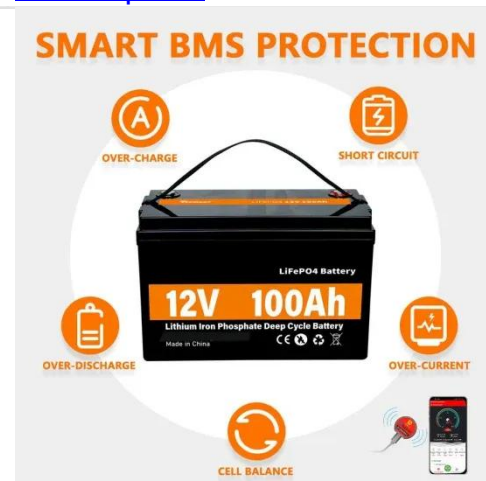 SMART BMS PROTECTION
A
OVER-CHARGE
SHORT CIRCUIT
LiFePO4 Battery
12V 100Ah
Lithium Iron Phosphate Deep Cycle Battery
Made in China
CE
OVER-DISCHARGE
OVER-CURRENT
CELL BALANCE